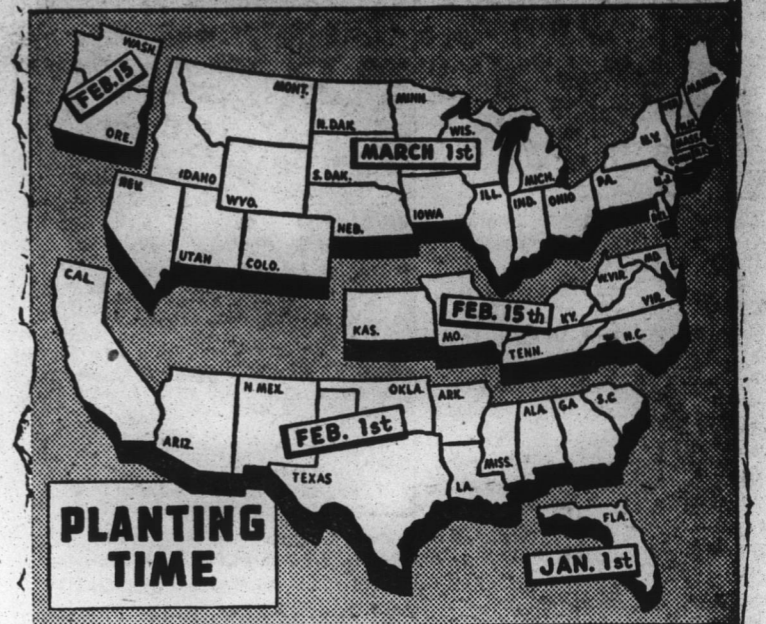 WASH.
FEB. 15
ORE.
MONT.
N. DAK.
MINN.
WIS.
MARCH 1st
S. DAK.
IDAHO
WYO.
NEB.
IOWA
ILL.
IND.
OHIO
MICH.
PA.
N.Y.
MAINE
N.J.
DEL.
NEV.
UTAH
COLO.
CAL.
KAS.
MO.
FEB. 15th
KY.
W. VIR.
MD.
VIR.
TENN.
N.C.
ARIZ.
N MEX.
OKLA.
ARK.
FEB. 1st
TEXAS
LA.
MISS.
ALA.
GA.
S.C.
FLA.
JAN. 1st
PLANTING
TIME